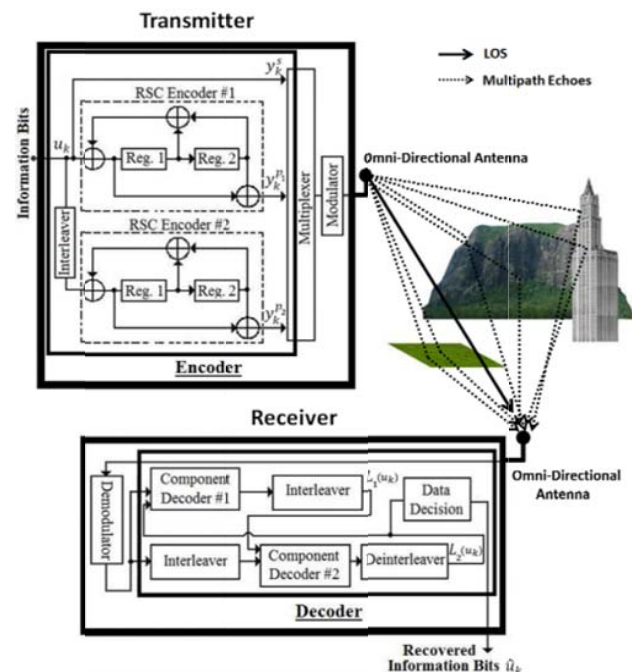 Transmitter
LOS
Multipath Echoes
y_k^s
RSC Encoder #1
Information Bits
u_k
Reg. 1
Reg. 2
y_k^{p_1}
Interleaver
RSC Encoder #2
Reg. 1
Reg. 2
y_k^{p_2}
Multiplexer
Modulator
Encoder
Omni-Directional Antenna
Receiver
Omni-Directional
Antenna
Demodulator
Component
Decoder #1
Interleaver
L_1(u_k)
Data
Decision
Interleaver
Component
Decoder #2
Deinterleaver
L_2(u_k)
Decoder
Recovered
Information Bits û_k